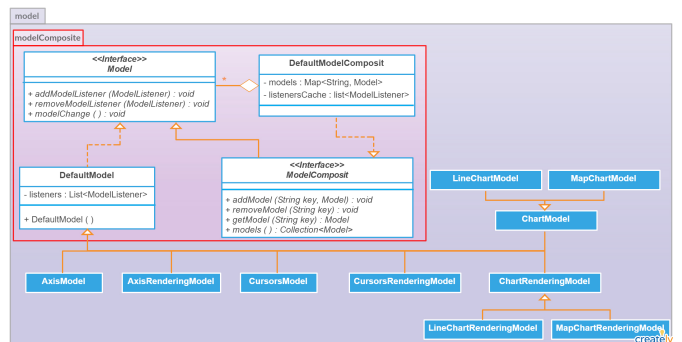 model
modelComposite
<<Interface>>
Model
+ addModelListener (ModelListener) : void
+ removeModelListener (ModelListener) : void
+ modelChange ( ) : void
*
DefaultModelComposit
- models : Map<String, Model>
- listenersCache : list<ModelListener>
DefaultModel
- listeners : List<ModelListener>
+ DefaultModel ( )
<<Interface>>
ModelComposit
+ addModel (String key, Model) : void
+ removeModel (String key) : void
+ getModel (String key) : Model
+ models ( ) : Collection<Model>
LineChartModel
MapChartModel
ChartModel
AxisModel
AxisRenderingModel
CursorsModel
CursorsRenderingModel
ChartRenderingModel
LineChartRenderingModel
MapChartRenderingModel
creately